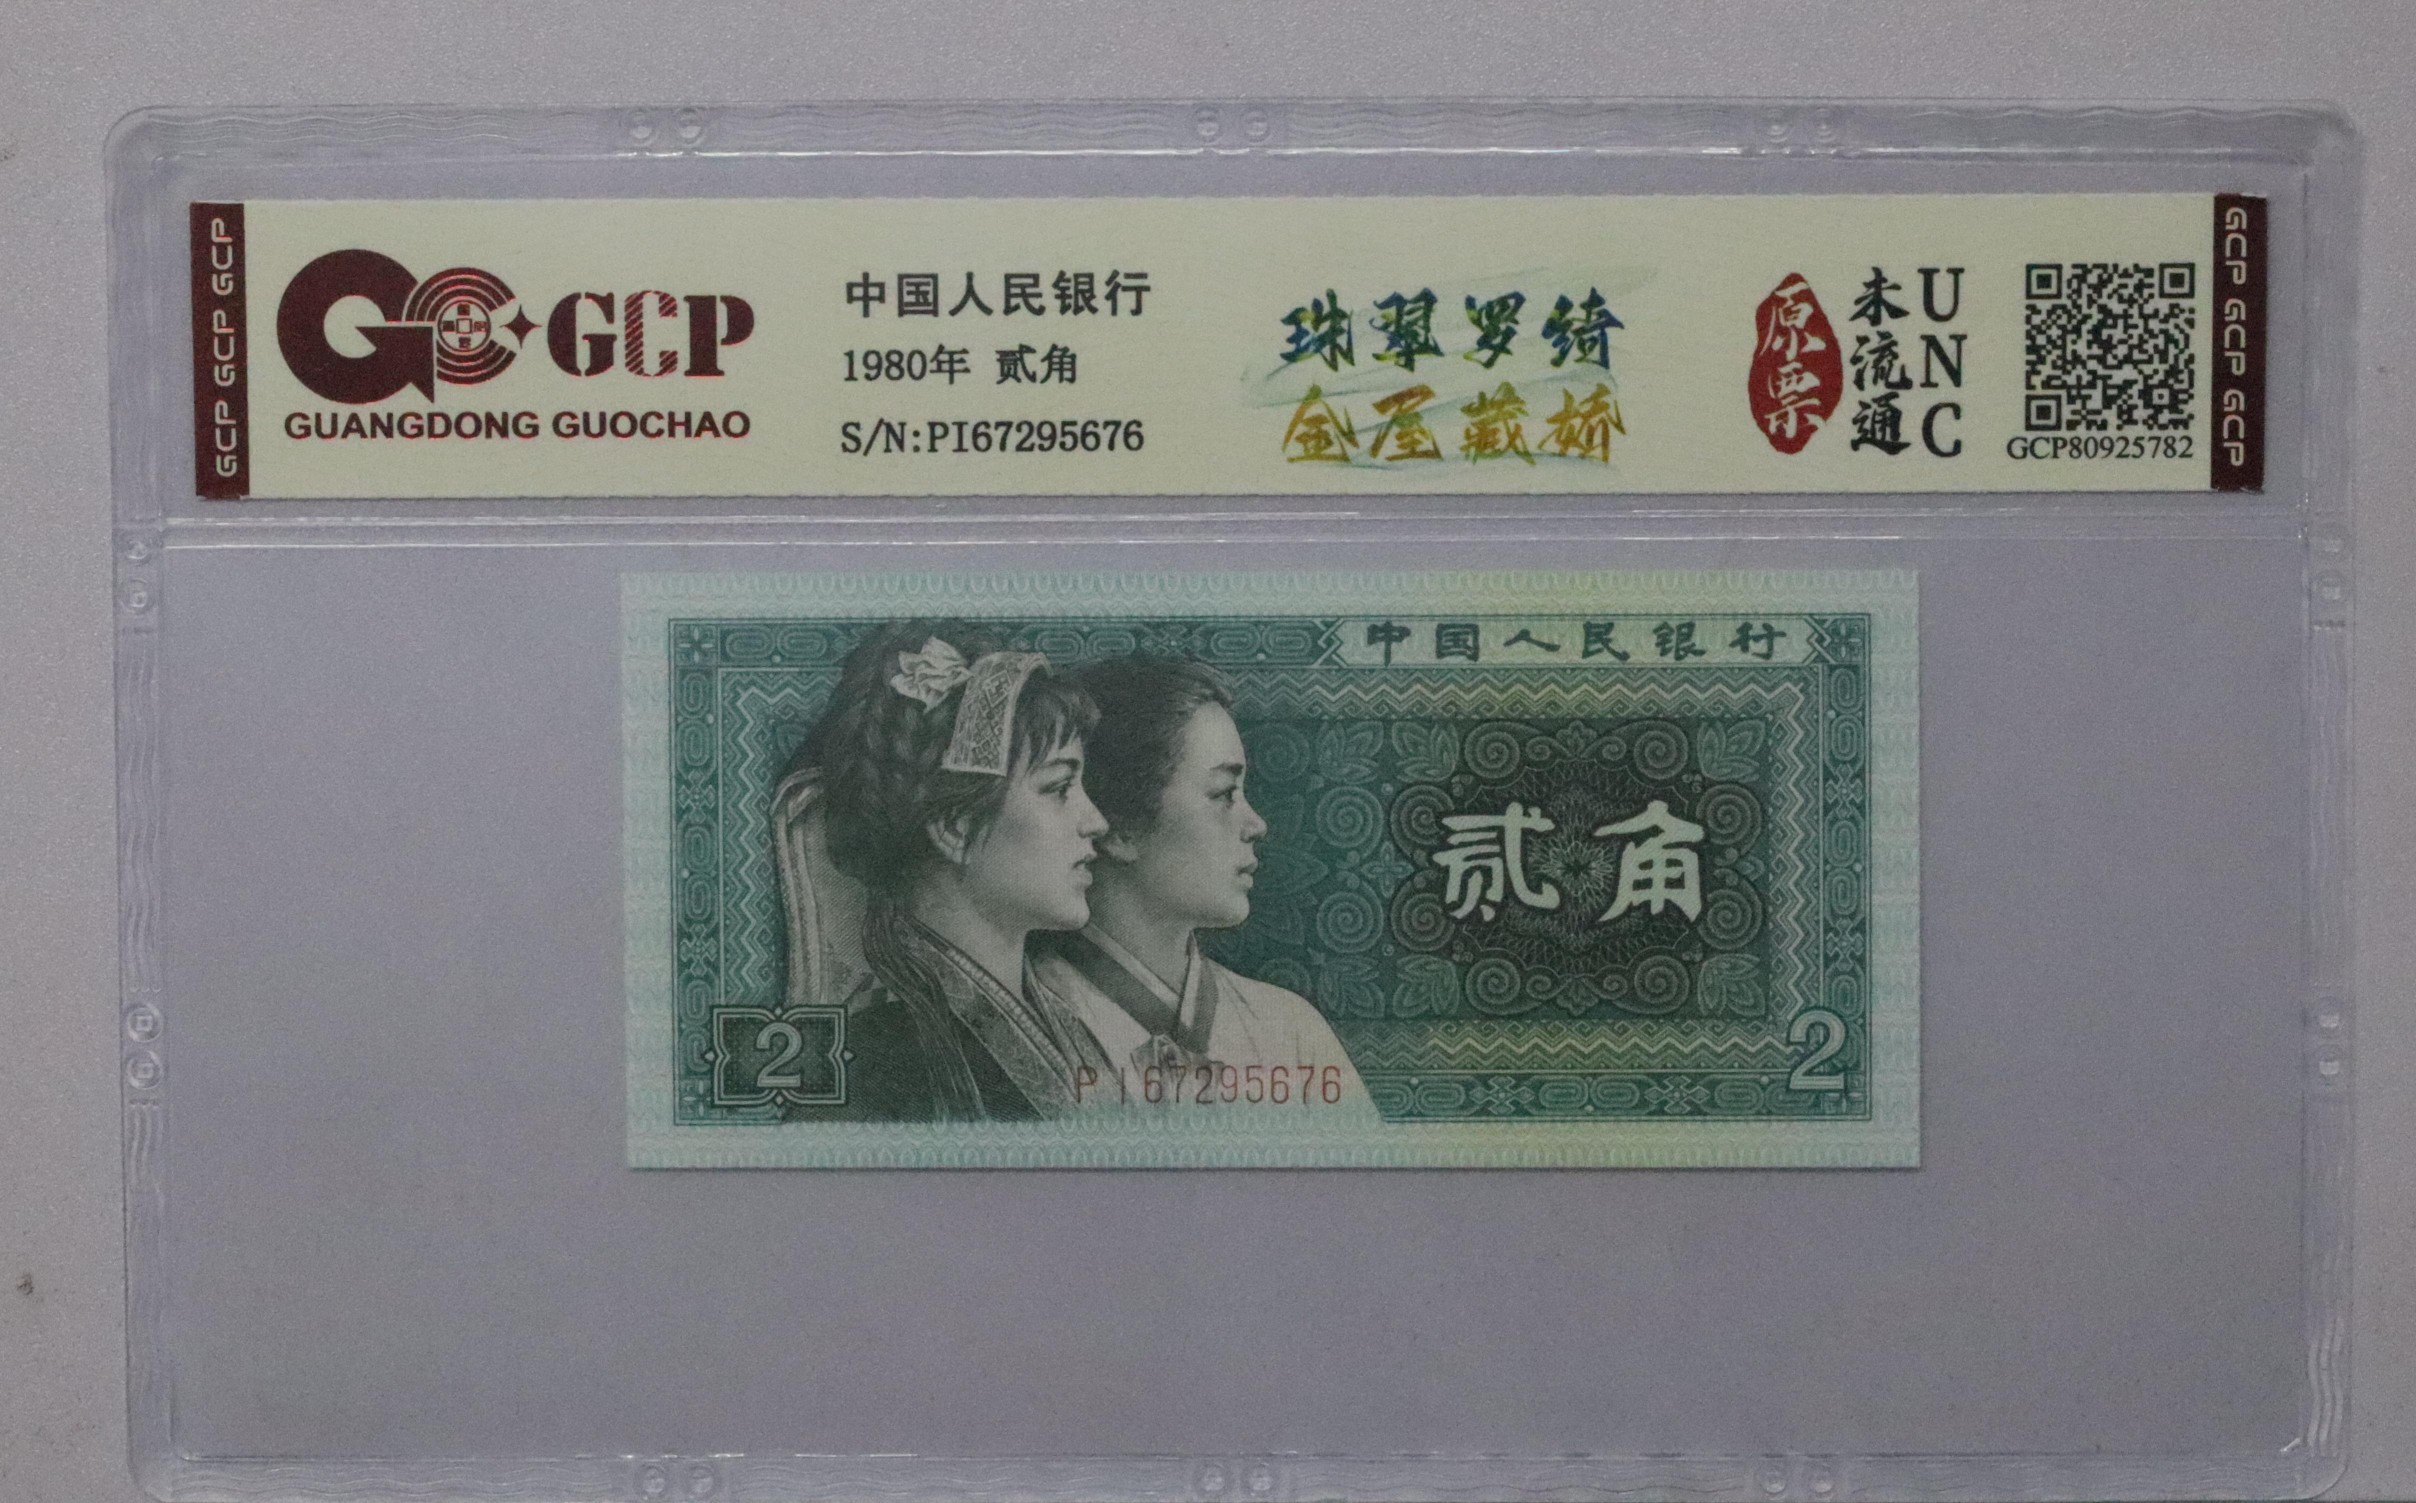 GCP GCP GCP
GCP
GUANGDONG GUOCHAO
中国人民银行
1980年 贰角
S/N:PI67295676
珠翠罗绮
金屋藏娇
原票
未流通
UNC
GCP80925782
GCP GCP GCP
中国人民银行
贰角
2
2
PI67295676